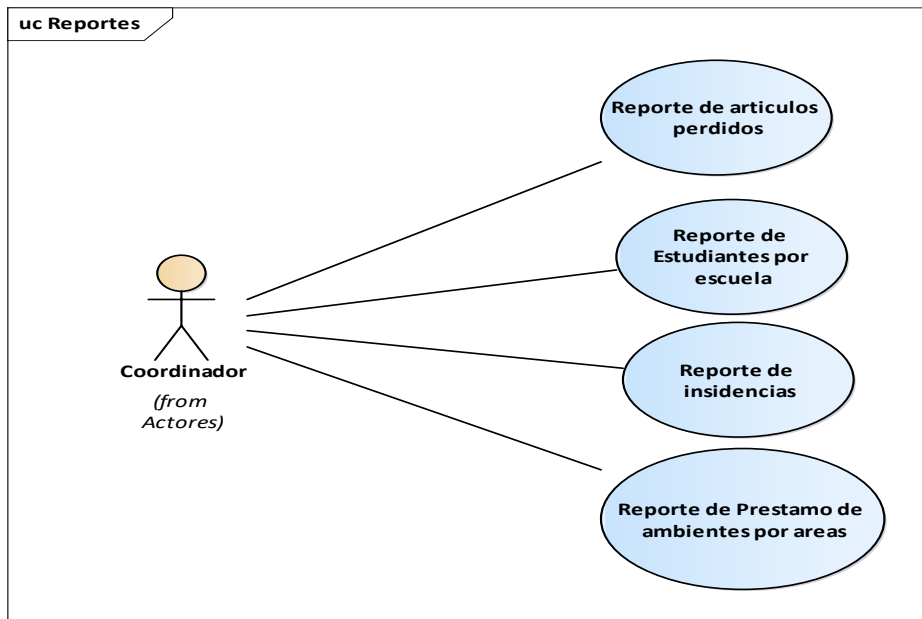 uc Reportes
Reporte de articulos
perdidos
Reporte de
Estudiantes por
escuela
Reporte de
insidencias
Reporte de Prestamo de
ambientes por areas
Coordinador
(from
Actores)